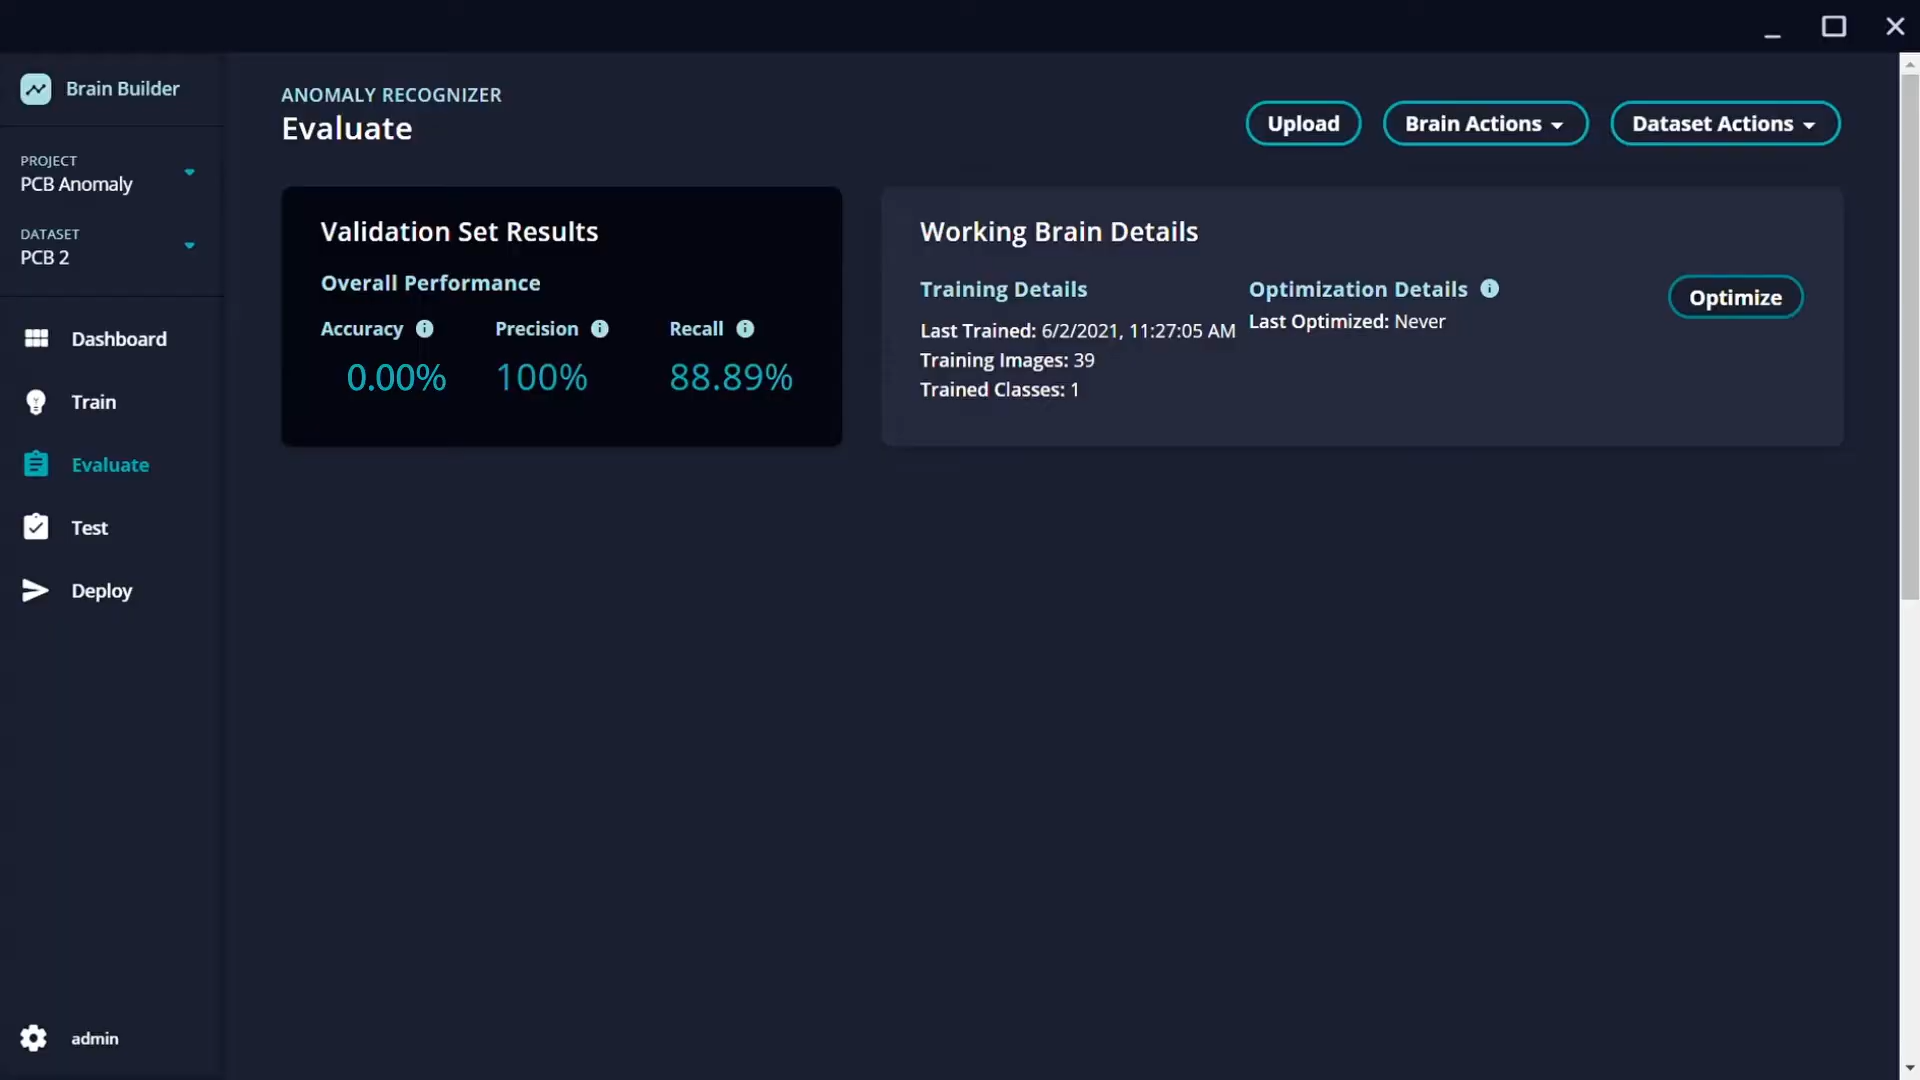 Brain Builder
PROJECT
PCB Anomaly
DATASET
PCB 2
Dashboard
Train
Evaluate
Test
Deploy
admin
ANOMALY RECOGNIZER
Evaluate
Upload
Brain Actions
Dataset Actions
Validation Set Results
Overall Performance
Accuracy Precision Recall
0.00% 100% 88.89%
Working Brain Details
Training Details
Last Trained: 6/2/2021, 11:27:05 AM
Training Images: 39
Trained Classes: 1
Optimization Details
Last Optimized: Never
Optimize